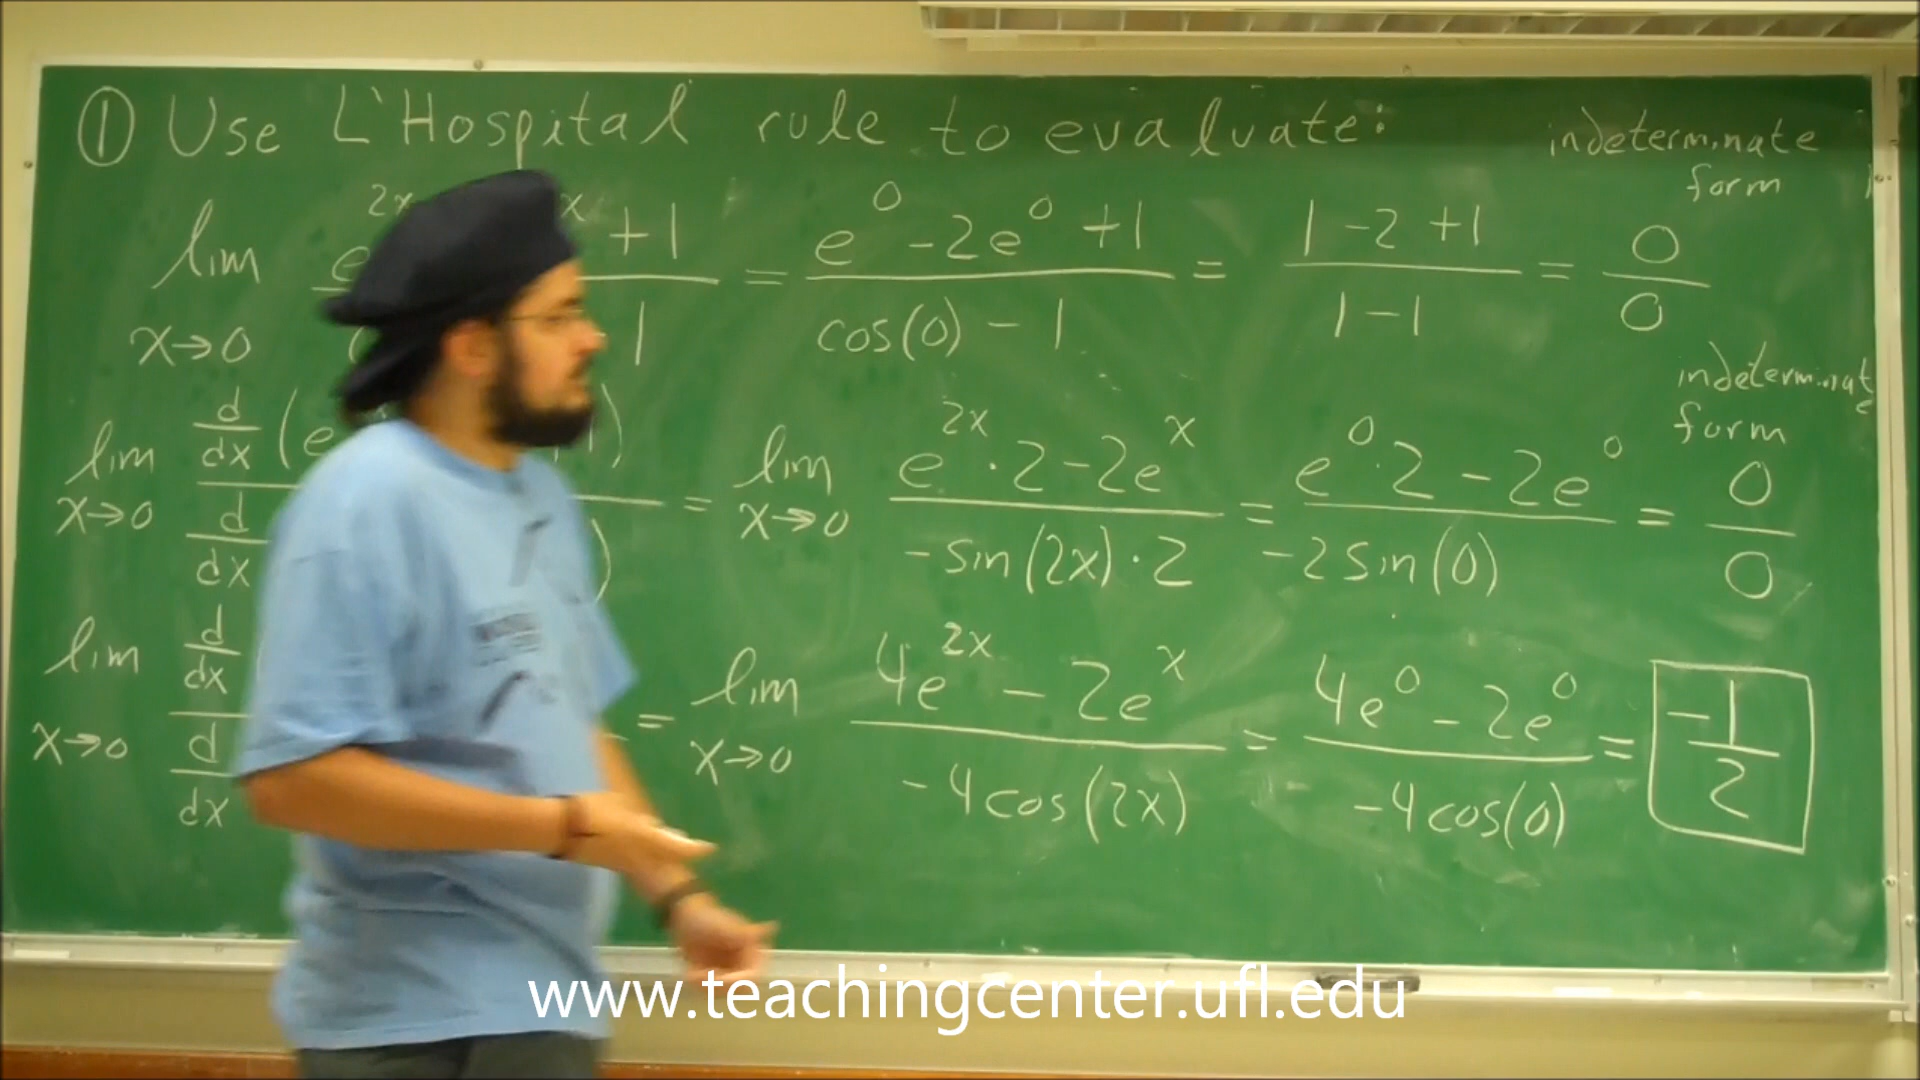 ① Use L'Hospital rule to evaluate:
indeterminate
form
lim x→0 e^2x x +1 / 1 = e^0 - 2e^0 + 1 / cos(0) - 1 = 1 - 2 + 1 / 1 - 1 = 0 / 0
indeterminate
form
lim x→0 d/dx (e 1) / d/dx ) = lim x→0 e^2x · 2 - 2e^x / -sin(2x) · 2 = e^0 · 2 - 2e^0 / -2 sin(0) = 0 / 0
lim x→0 d/dx / d/dx = lim x→0 4e^2x - 2e^x / -4cos(2x) = 4e^0 - 2e^0 / -4cos(0) = -1 / 2
www.teachingcenter.ufl.edu